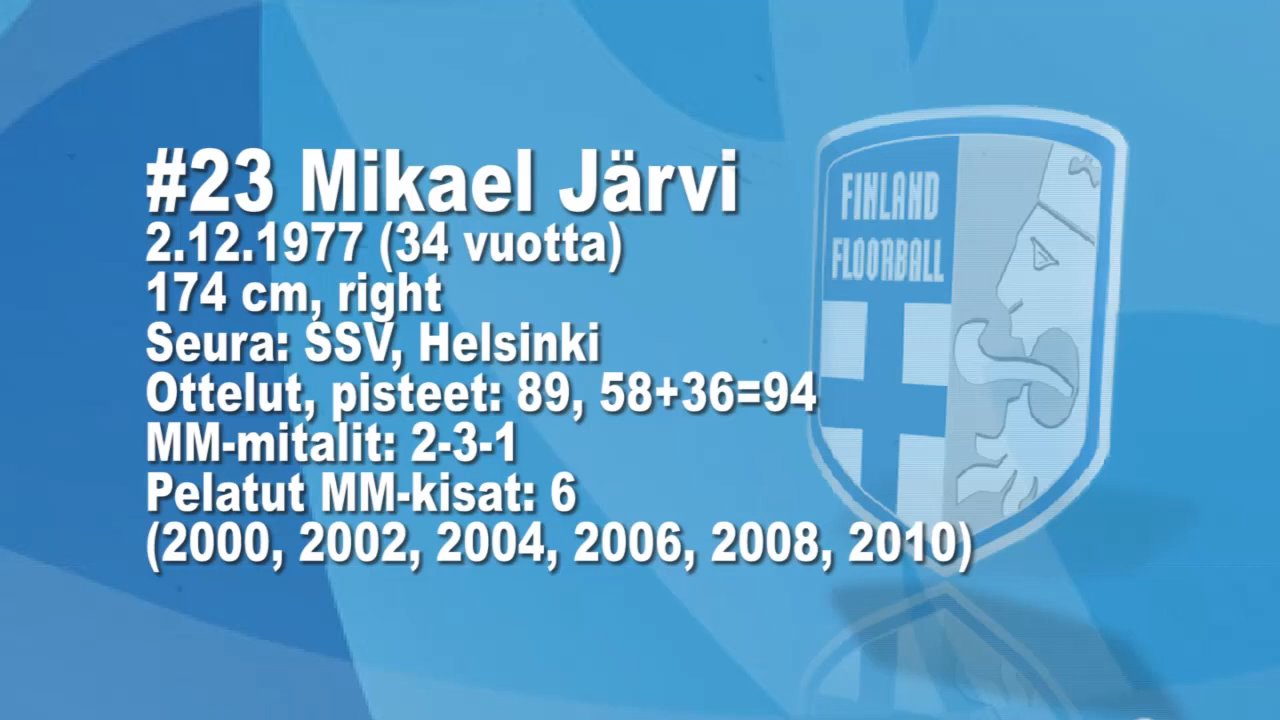 #23 Mikael Järvi
2.12.1977 (34 vuotta)
174 cm, right
Seura: SSV, Helsinki
Ottelut, pisteet: 89, 58+36=94
MM-mitalit: 2-3-1
Pelatut MM-kisat: 6
(2000, 2002, 2004, 2006, 2008, 2010)
FINLAND
FLOORBALL